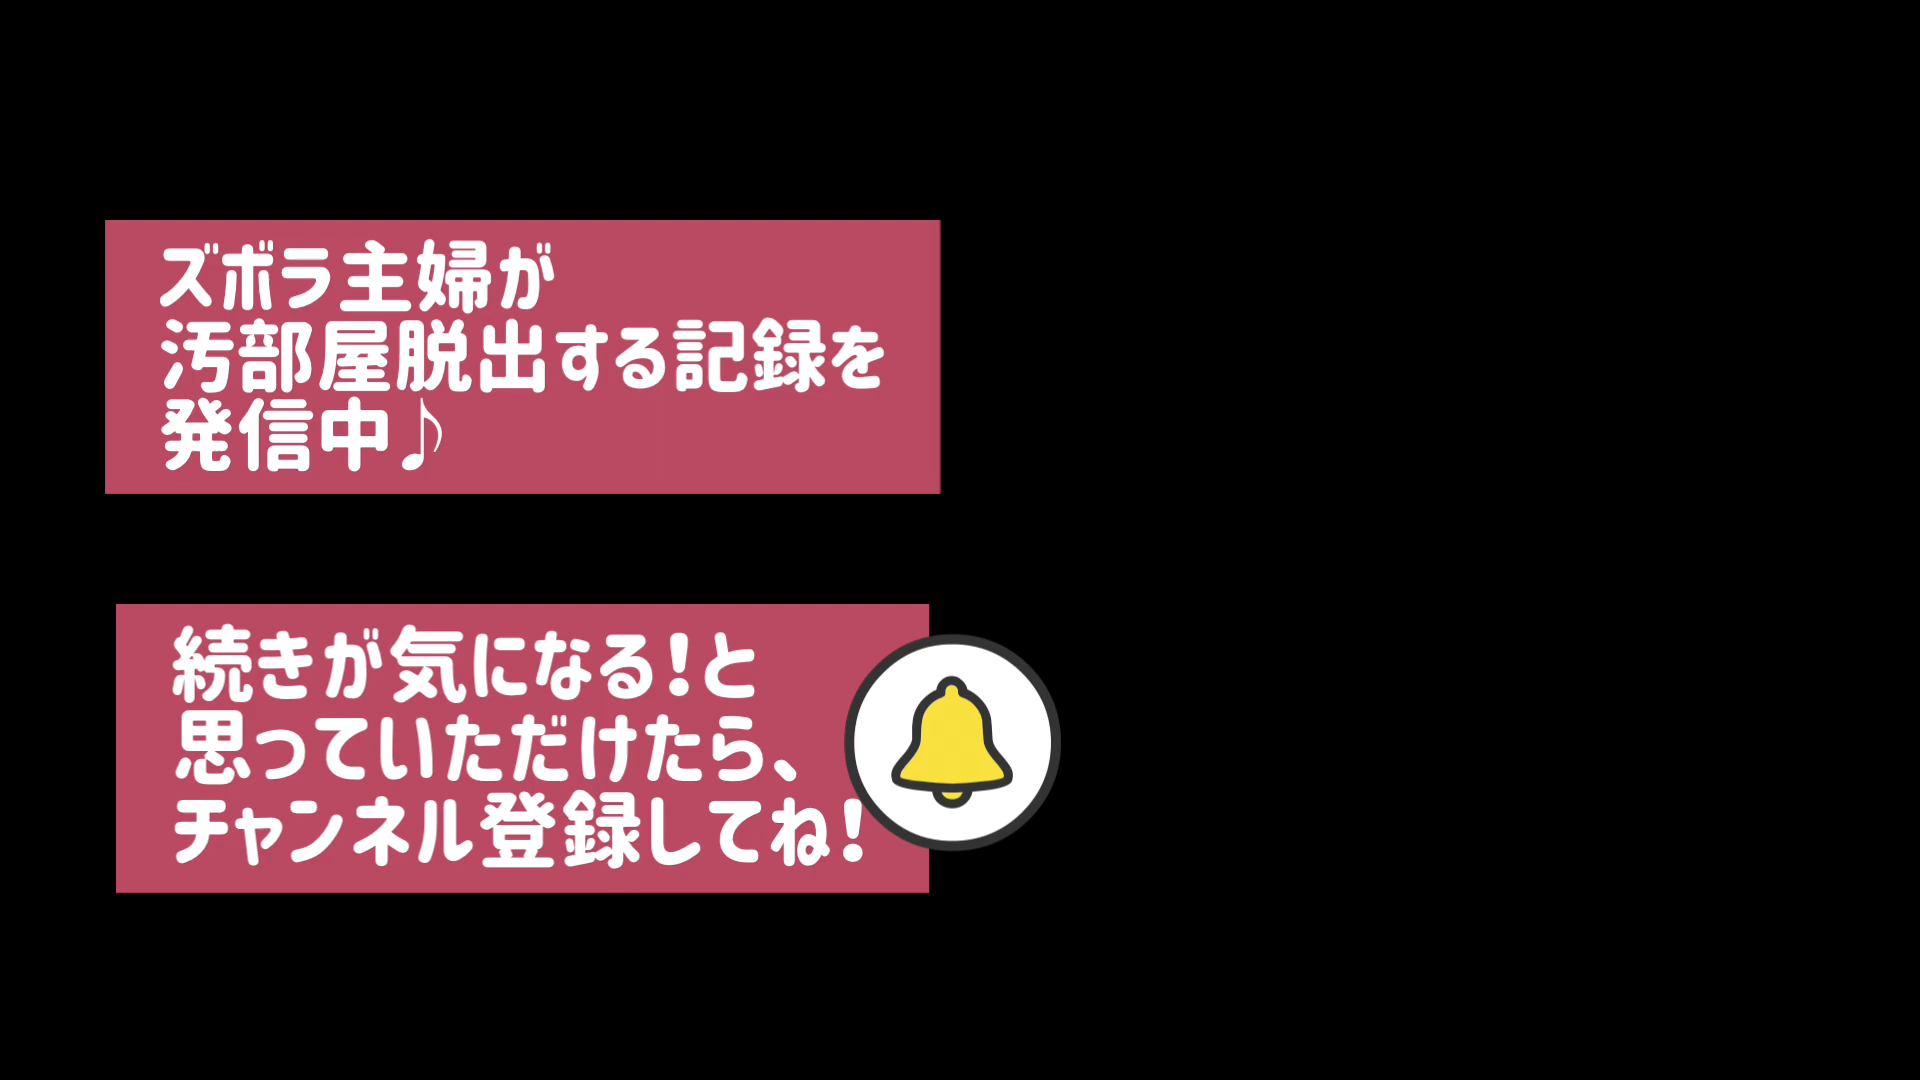 ズボラ主婦が
汚部屋脱出する記録を
発信中♪
続きが気になる！と
思っていただけたら、
チャンネル登録してね！